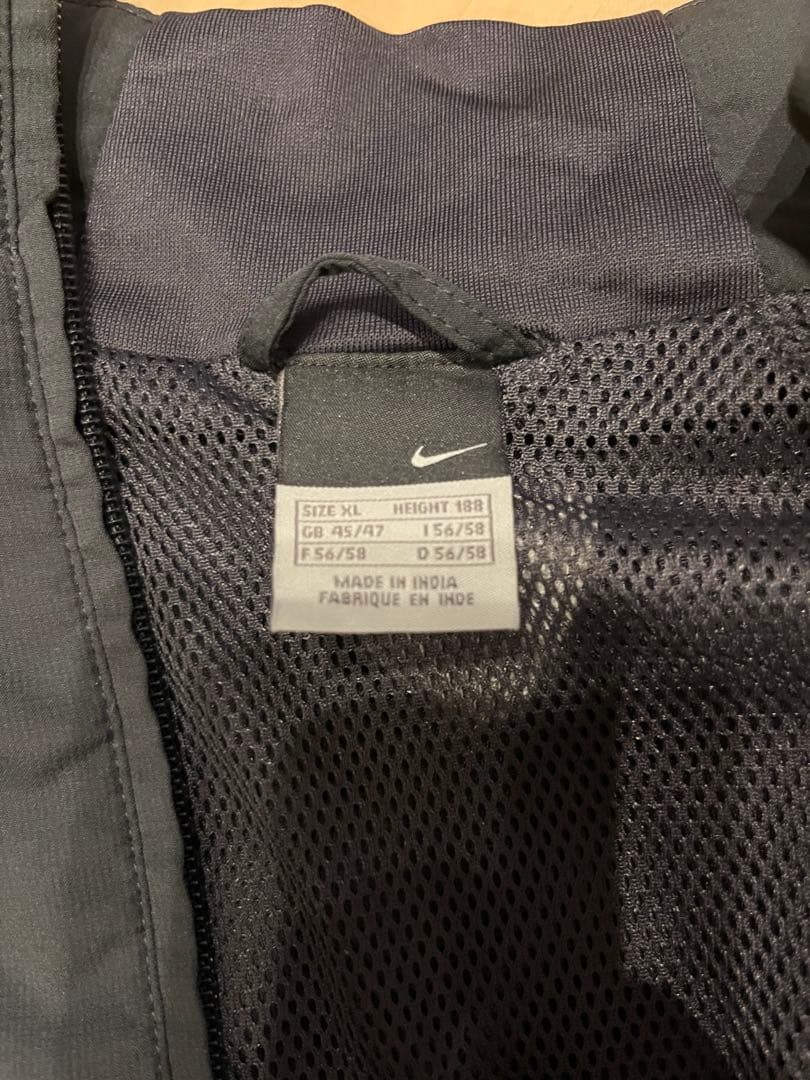 SIZE XL HEIGHT 188
GB 45/47 I 56/58
F 56/58 D 56/58
MADE IN INDIA
FABRIQUE EN INDE